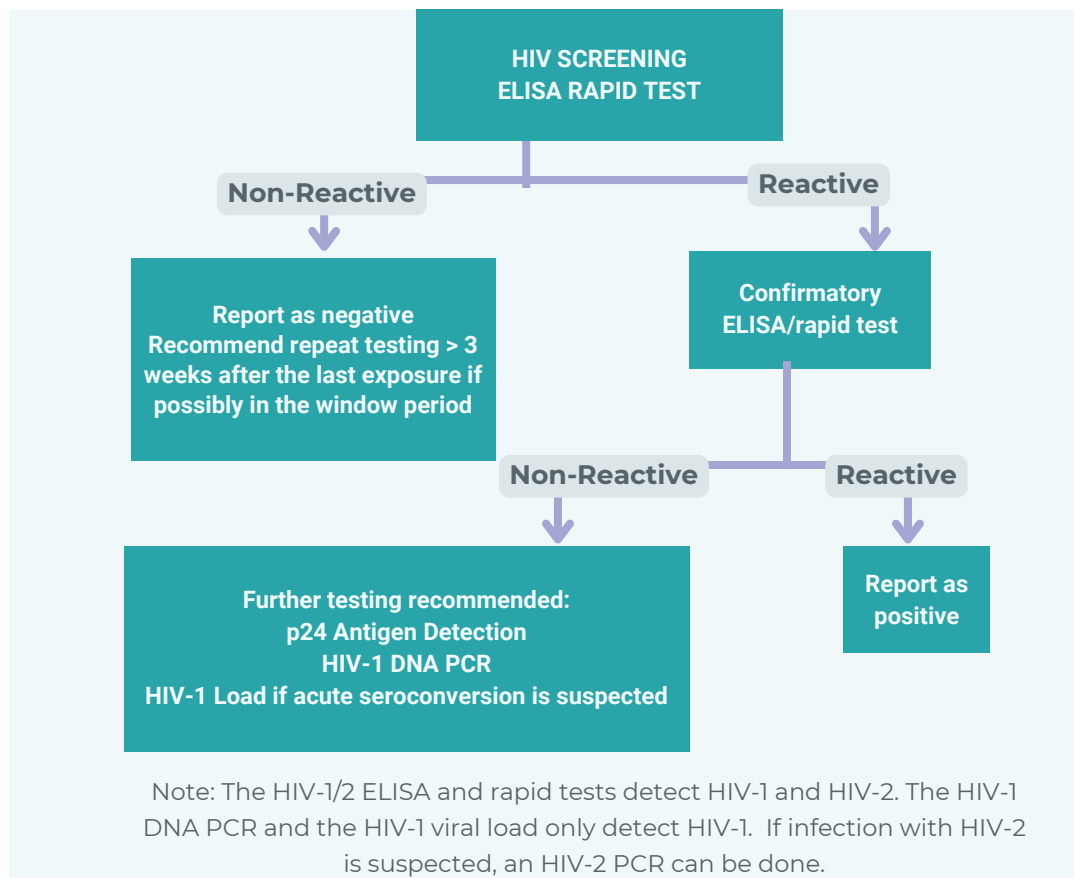 HIV SCREENING
ELISA RAPID TEST
Non-Reactive
Reactive
Report as negative
Recommend repeat testing > 3
weeks after the last exposure if
possibly in the window period
Confirmatory
ELISA/rapid test
Non-Reactive
Reactive
Further testing recommended:
p24 Antigen Detection
HIV-1 DNA PCR
HIV-1 Load if acute seroconversion is suspected
Report as
positive
Note: The HIV-1/2 ELISA and rapid tests detect HIV-1 and HIV-2. The HIV-1
DNA PCR and the HIV-1 viral load only detect HIV-1. If infection with HIV-2
is suspected, an HIV-2 PCR can be done.